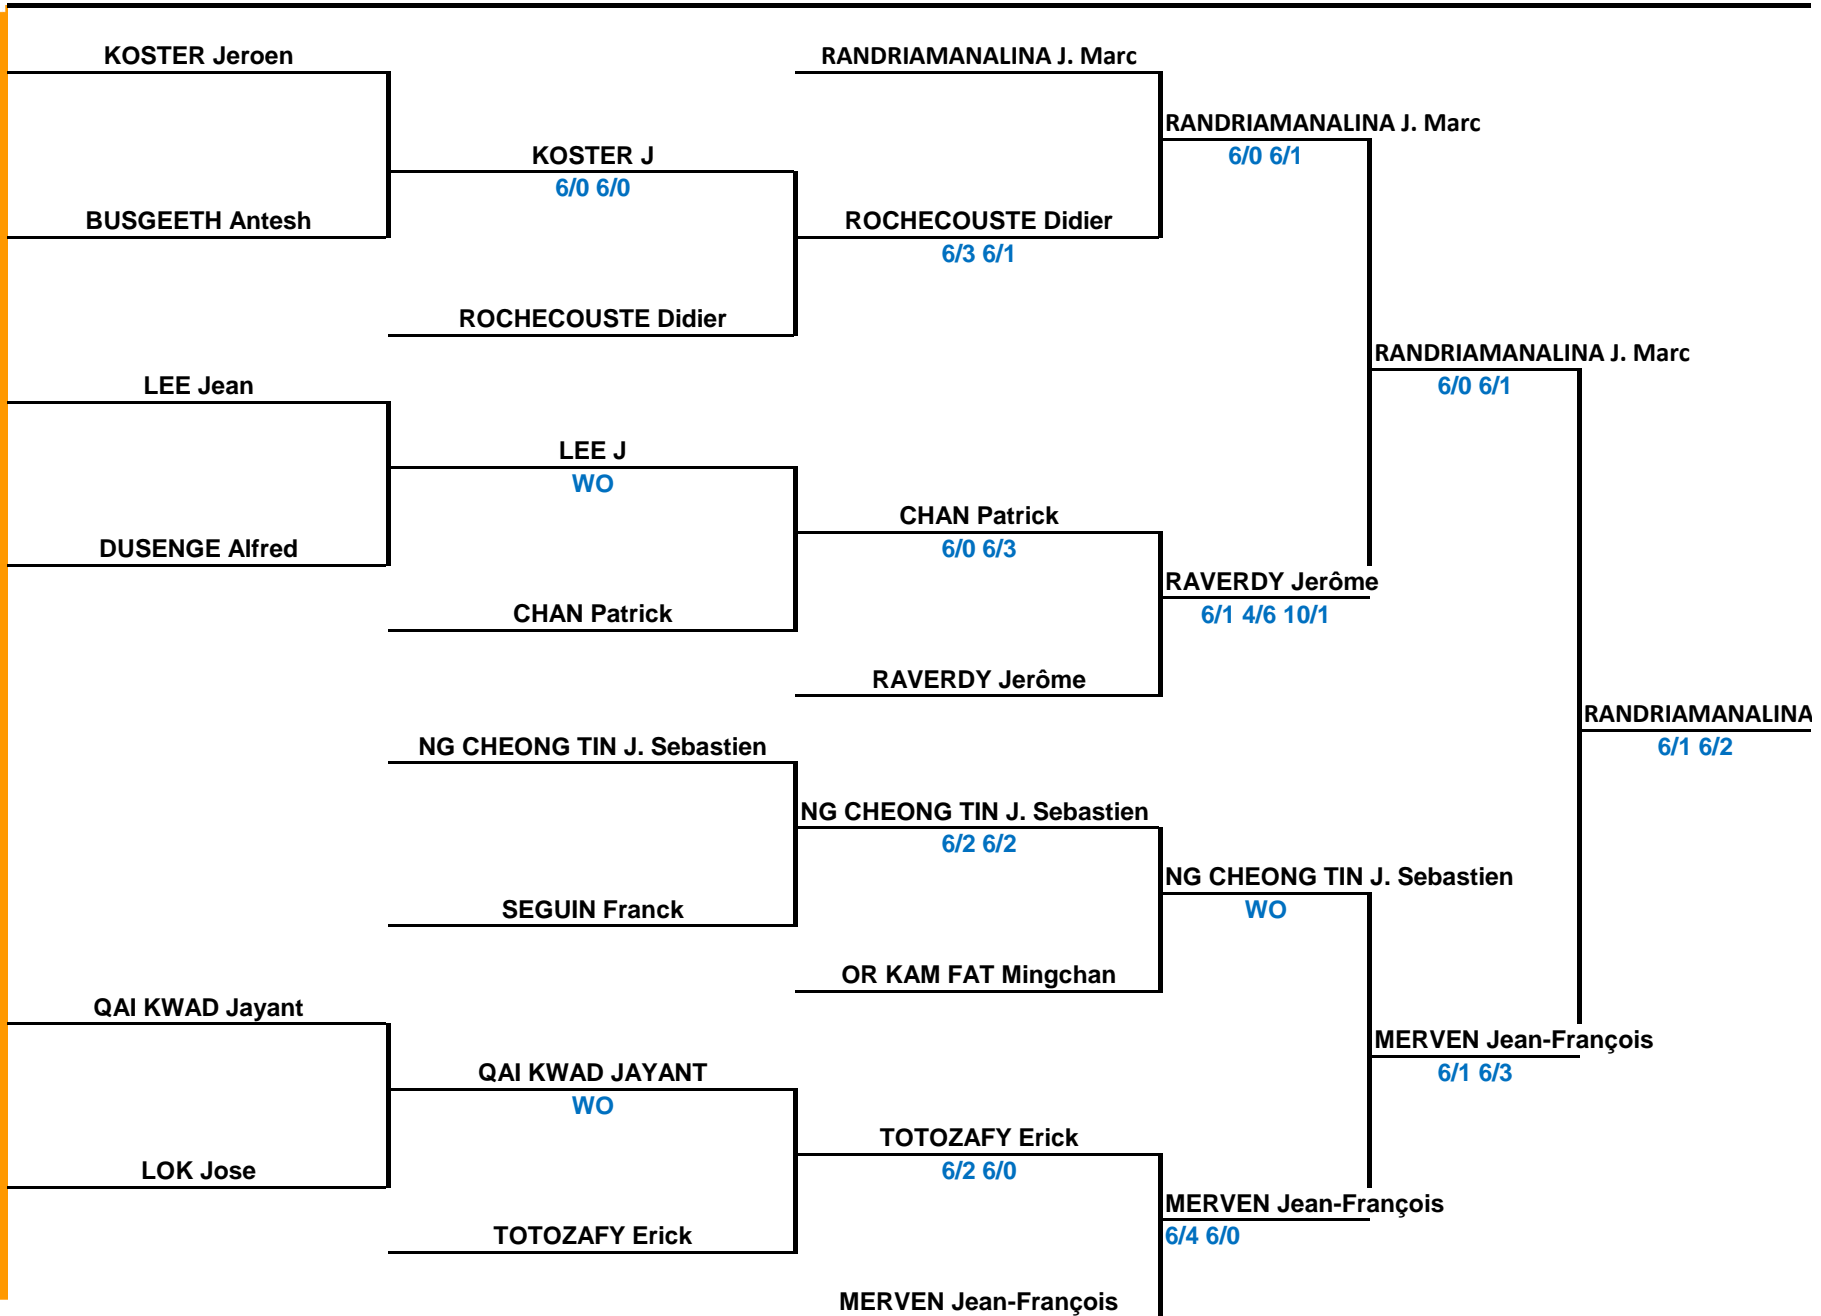 KOSTER Jeroen
RANDRIAMANALINA J. Marc
RANDRIAMANALINA J. Marc
KOSTER J
6/0 6/1
6/0 6/0
BUSGEETH Antesh
ROCHECOUSTE Didier
6/3 6/1
ROCHECOUSTE Didier
RANDRIAMANALINA J. Marc
LEE Jean
6/0 6/1
LEE J
WO
CHAN Patrick
DUSENGE Alfred
6/0 6/3
RAVERDY Jerôme
CHAN Patrick
6/1 4/6 10/1
RAVERDY Jerôme
RANDRIAMANALINA
NG CHEONG TIN J. Sebastien
6/1 6/2
NG CHEONG TIN J. Sebastien
6/2 6/2
NG CHEONG TIN J. Sebastien
SEGUIN Franck
WO
OR KAM FAT Mingchan
QAI KWAD Jayant
MERVEN Jean-François
QAI KWAD JAYANT
6/1 6/3
WO
TOTOZAFY Erick
LOK Jose
6/2 6/0
MERVEN Jean-François
TOTOZAFY Erick
6/4 6/0
MERVEN Jean-François